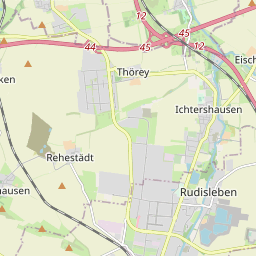 12
45
45
44
12
Thörey
Eisch
ken
Ichtershausen
Rehestädt
hausen
Rudisleben